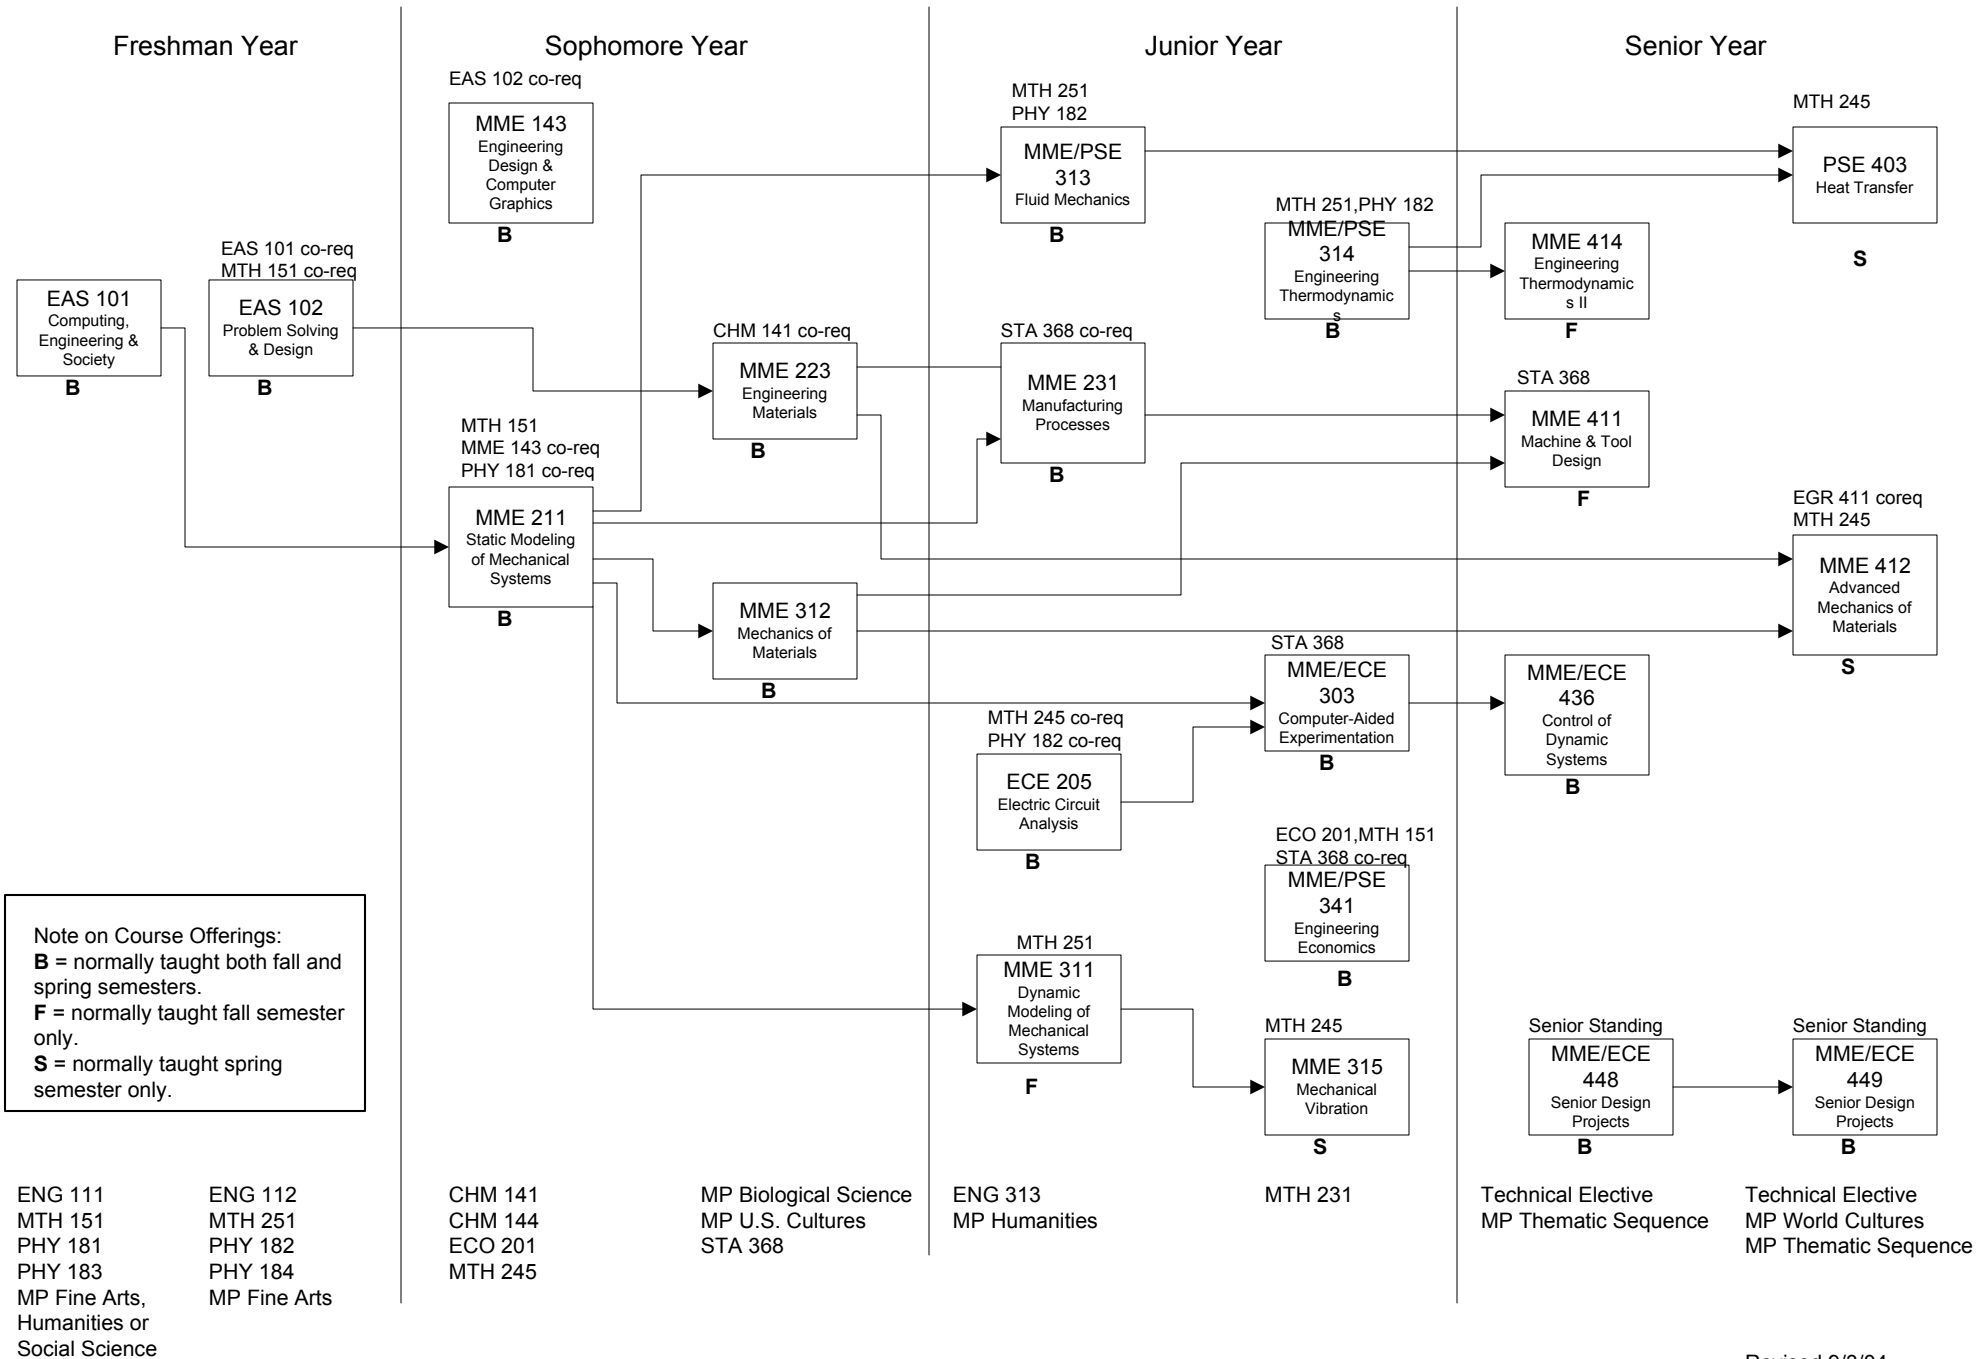 Freshman Year
Sophomore Year
Junior Year
Senior Year
EAS 101
Computing,
Engineering &
Society
B
EAS 101 co-req
MTH 151 co-req
EAS 102
Problem Solving
& Design
B
EAS 102 co-req
MME 143
Engineering
Design &
Computer
Graphics
B
MTH 151
MME 143 co-req
PHY 181 co-req
MME 211
Static Modeling
of Mechanical
Systems
B
CHM 141 co-req
MME 223
Engineering
Materials
B
MME 312
Mechanics of
Materials
B
MTH 251
PHY 182
MME/PSE
313
Fluid Mechanics
B
STA 368 co-req
MME 231
Manufacturing
Processes
B
MTH 245 co-req
PHY 182 co-req
ECE 205
Electric Circuit
Analysis
B
MTH 251
MME 311
Dynamic
Modeling of
Mechanical
Systems
F
MTH 251,PHY 182
MME/PSE
314
Engineering
Thermodynamic
s
B
STA 368
MME/ECE
303
Computer-Aided
Experimentation
B
ECO 201,MTH 151
STA 368 co-req
MME/PSE
341
Engineering
Economics
B
MTH 245
MME 315
Mechanical
Vibration
S
MME 414
Engineering
Thermodynamic
s II
F
STA 368
MME 411
Machine & Tool
Design
F
MME/ECE
436
Control of
Dynamic
Systems
B
Senior Standing
MME/ECE
448
Senior Design
Projects
B
MTH 245
PSE 403
Heat Transfer
S
EGR 411 coreq
MTH 245
MME 412
Advanced
Mechanics of
Materials
S
Senior Standing
MME/ECE
449
Senior Design
Projects
B
Note on Course Offerings:
B = normally taught both fall and
spring semesters.
F = normally taught fall semester
only.
S = normally taught spring
semester only.
ENG 111
MTH 151
PHY 181
PHY 183
MP Fine Arts,
Humanities or
Social Science
ENG 112
MTH 251
PHY 182
PHY 184
MP Fine Arts
CHM 141
CHM 144
ECO 201
MTH 245
MP Biological Science
MP U.S. Cultures
STA 368
ENG 313
MP Humanities
MTH 231
Technical Elective
MP Thematic Sequence
Technical Elective
MP World Cultures
MP Thematic Sequence
Revised